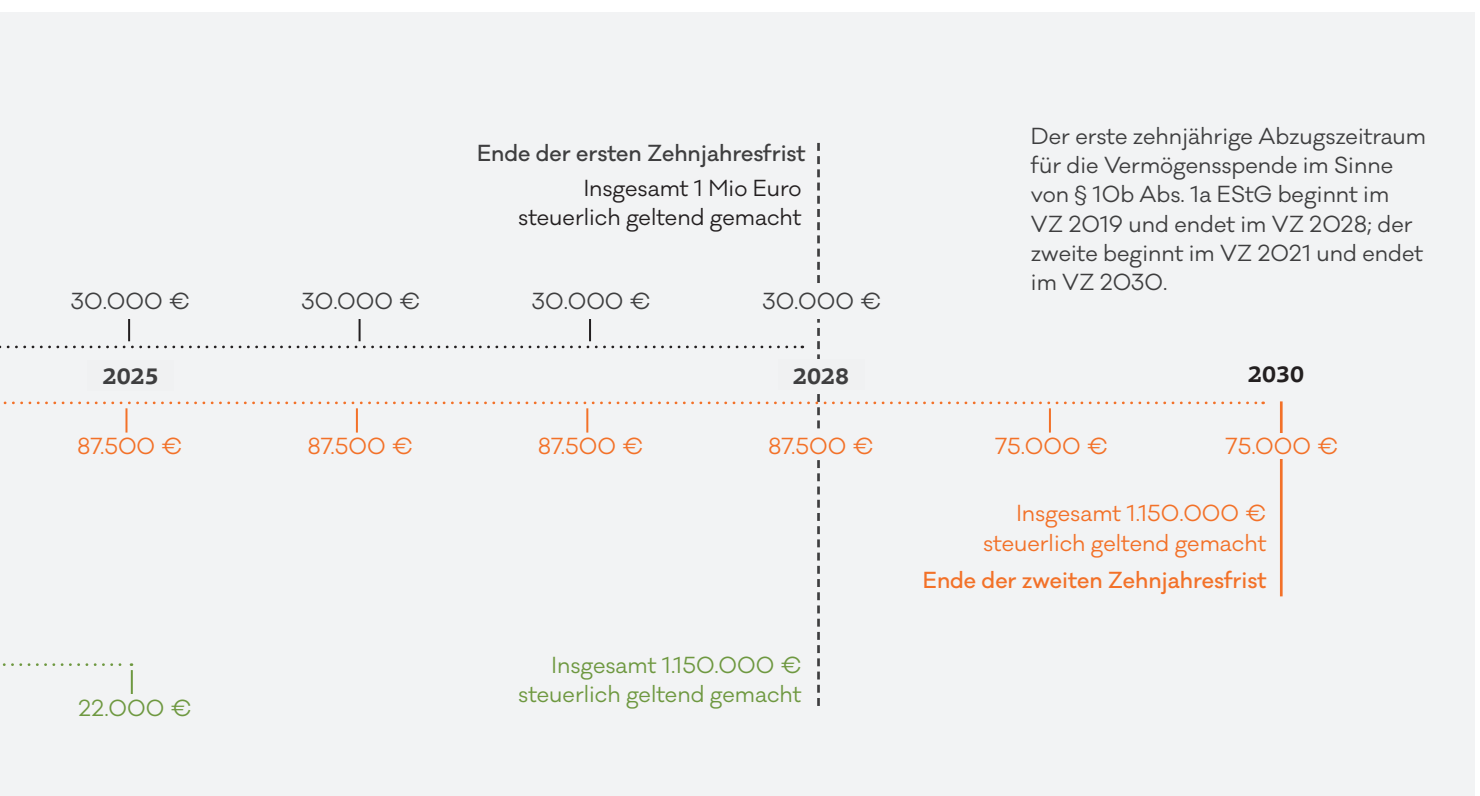 Ende der ersten Zehnjahresfrist
Insgesamt 1 Mio Euro
steuerlich geltend gemacht
Der erste zehnjährige Abzugszeitraum
für die Vermögensspende im Sinne
von § 10b Abs. 1a EStG beginnt im
VZ 2019 und endet im VZ 2028; der
zweite beginnt im VZ 2021 und endet
im VZ 2030.
30.000 € 30.000 € 30.000 € 30.000 €
2025 2028 2030
87.500 € 87.500 € 87.500 € 87.500 € 75.000 € 75.000 €
Insgesamt 1.150.000 €
steuerlich geltend gemacht
Ende der zweiten Zehnjahresfrist
22.000 €
Insgesamt 1.150.000 €
steuerlich geltend gemacht